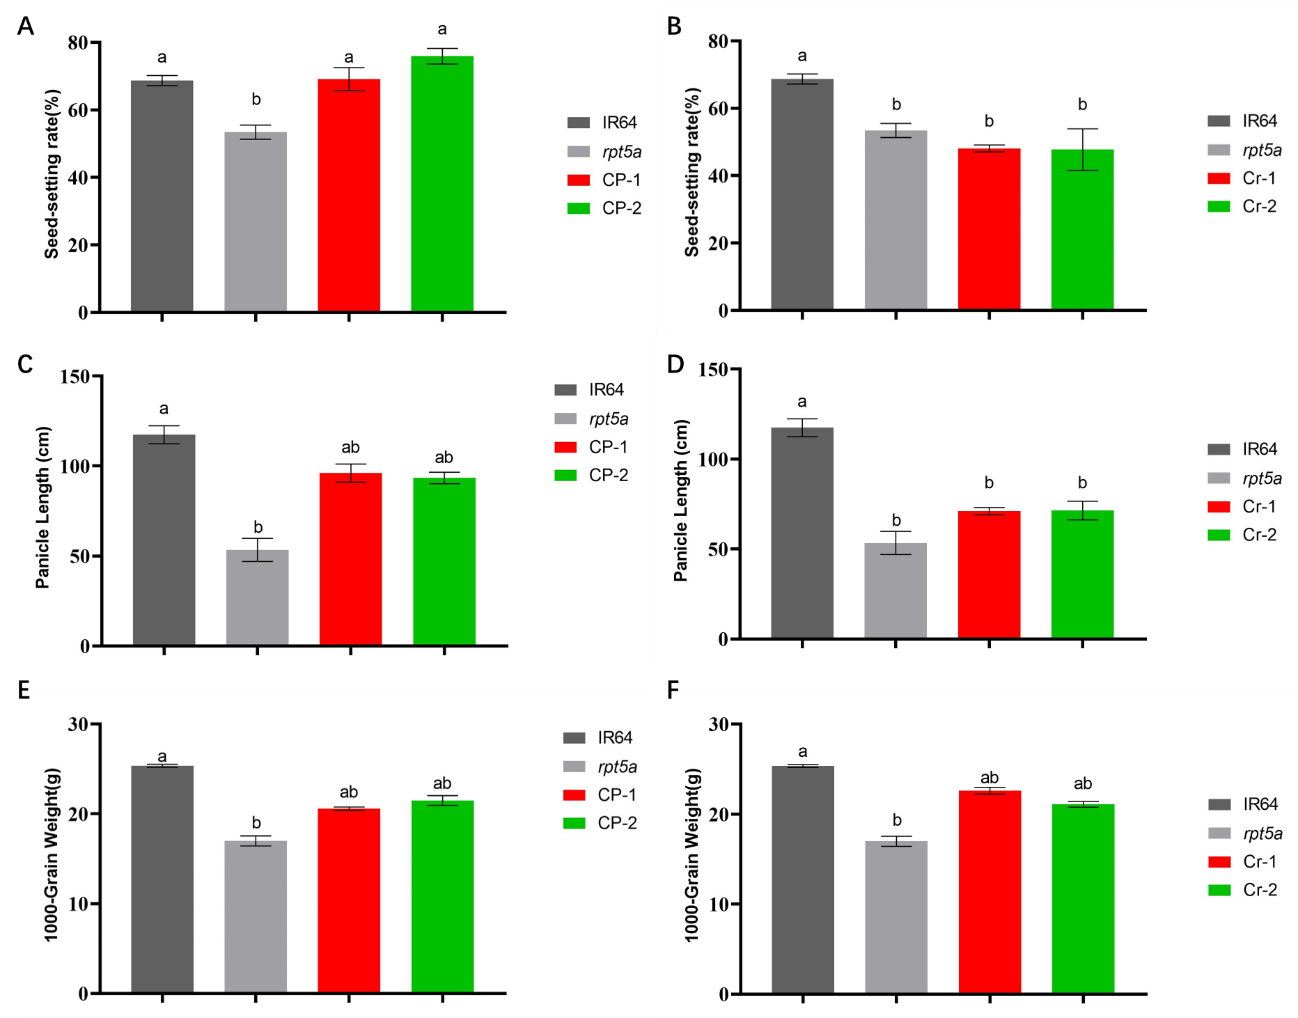 A
Seed-setting rate(%)
80
60
40
20
0
a
b
a
a
IR64
rpt5a
CP-1
CP-2
B
Seed-setting rate(%)
80
60
40
20
0
a
b
b
b
IR64
rpt5a
Cr-1
Cr-2
C
Panicle Length (cm)
150
100
50
0
a
b
ab
ab
IR64
rpt5a
CP-1
CP-2
D
Panicle Length (cm)
150
100
50
0
a
b
b
b
IR64
rpt5a
Cr-1
Cr-2
E
1000-Grain Weight(g)
30
20
10
0
a
b
ab
ab
IR64
rpt5a
CP-1
CP-2
F
1000-Grain Weight(g)
30
20
10
0
a
b
ab
ab
IR64
rpt5a
Cr-1
Cr-2